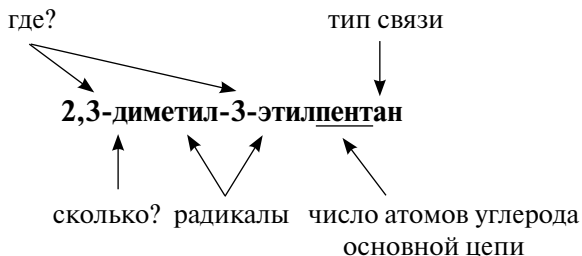 где? тип связи
2,3-диметил-3-этилпентан
сколько? радикалы число атомов углерода
основной цепи